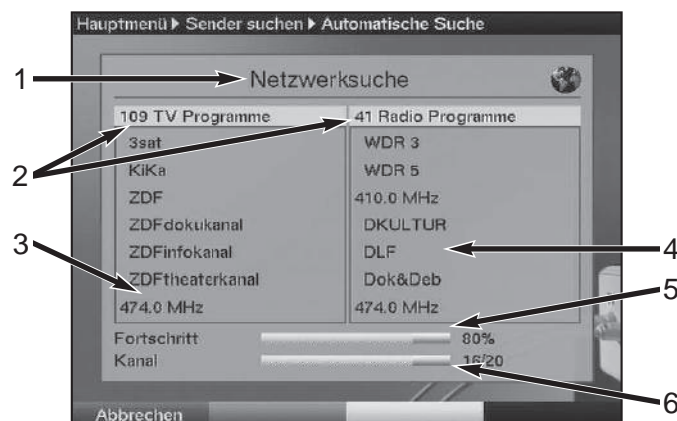 Hauptmenü ▶ Sender suchen ▶ Automatische Suche
1
Netzwerksuche
109 TV Programme
41 Radio Programme
2
3sat
WDR 3
KiKa
WDR 5
ZDF
410.0 MHz
ZDFdokukanal
DKULTUR
3
ZDFinfokanal
DLF
4
ZDFtheaterkanal
Dok&Deb
5
474.0 MHz
474.0 MHz
Fortschritt
80%
Kanal
16/20
6
Abbrechen